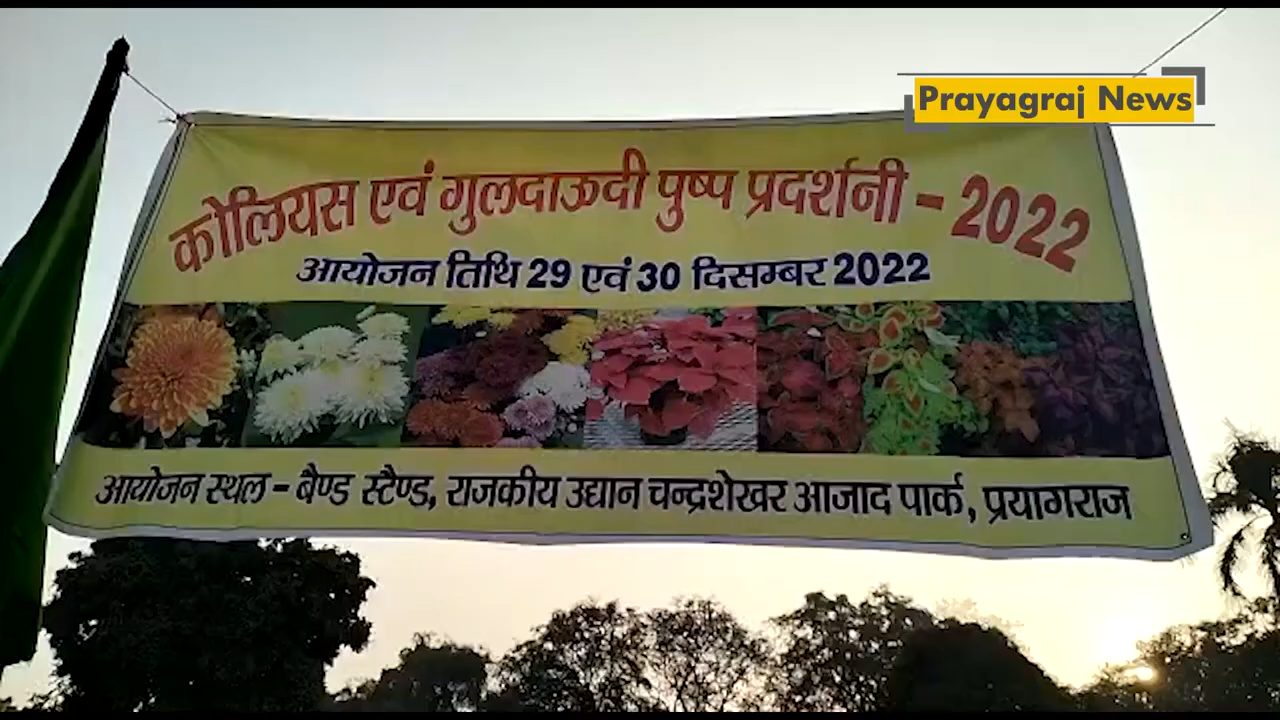 Prayagraj News
कोलियस एवं गुलदाऊदी पुष्प प्रदर्शनी - 2022
आयोजन तिथि 29 एवं 30 दिसम्बर 2022
आयोजन स्थल - बैण्ड स्टैण्ड, राजकीय उद्यान चन्द्रशेखर आजाद पार्क, प्रयागराज